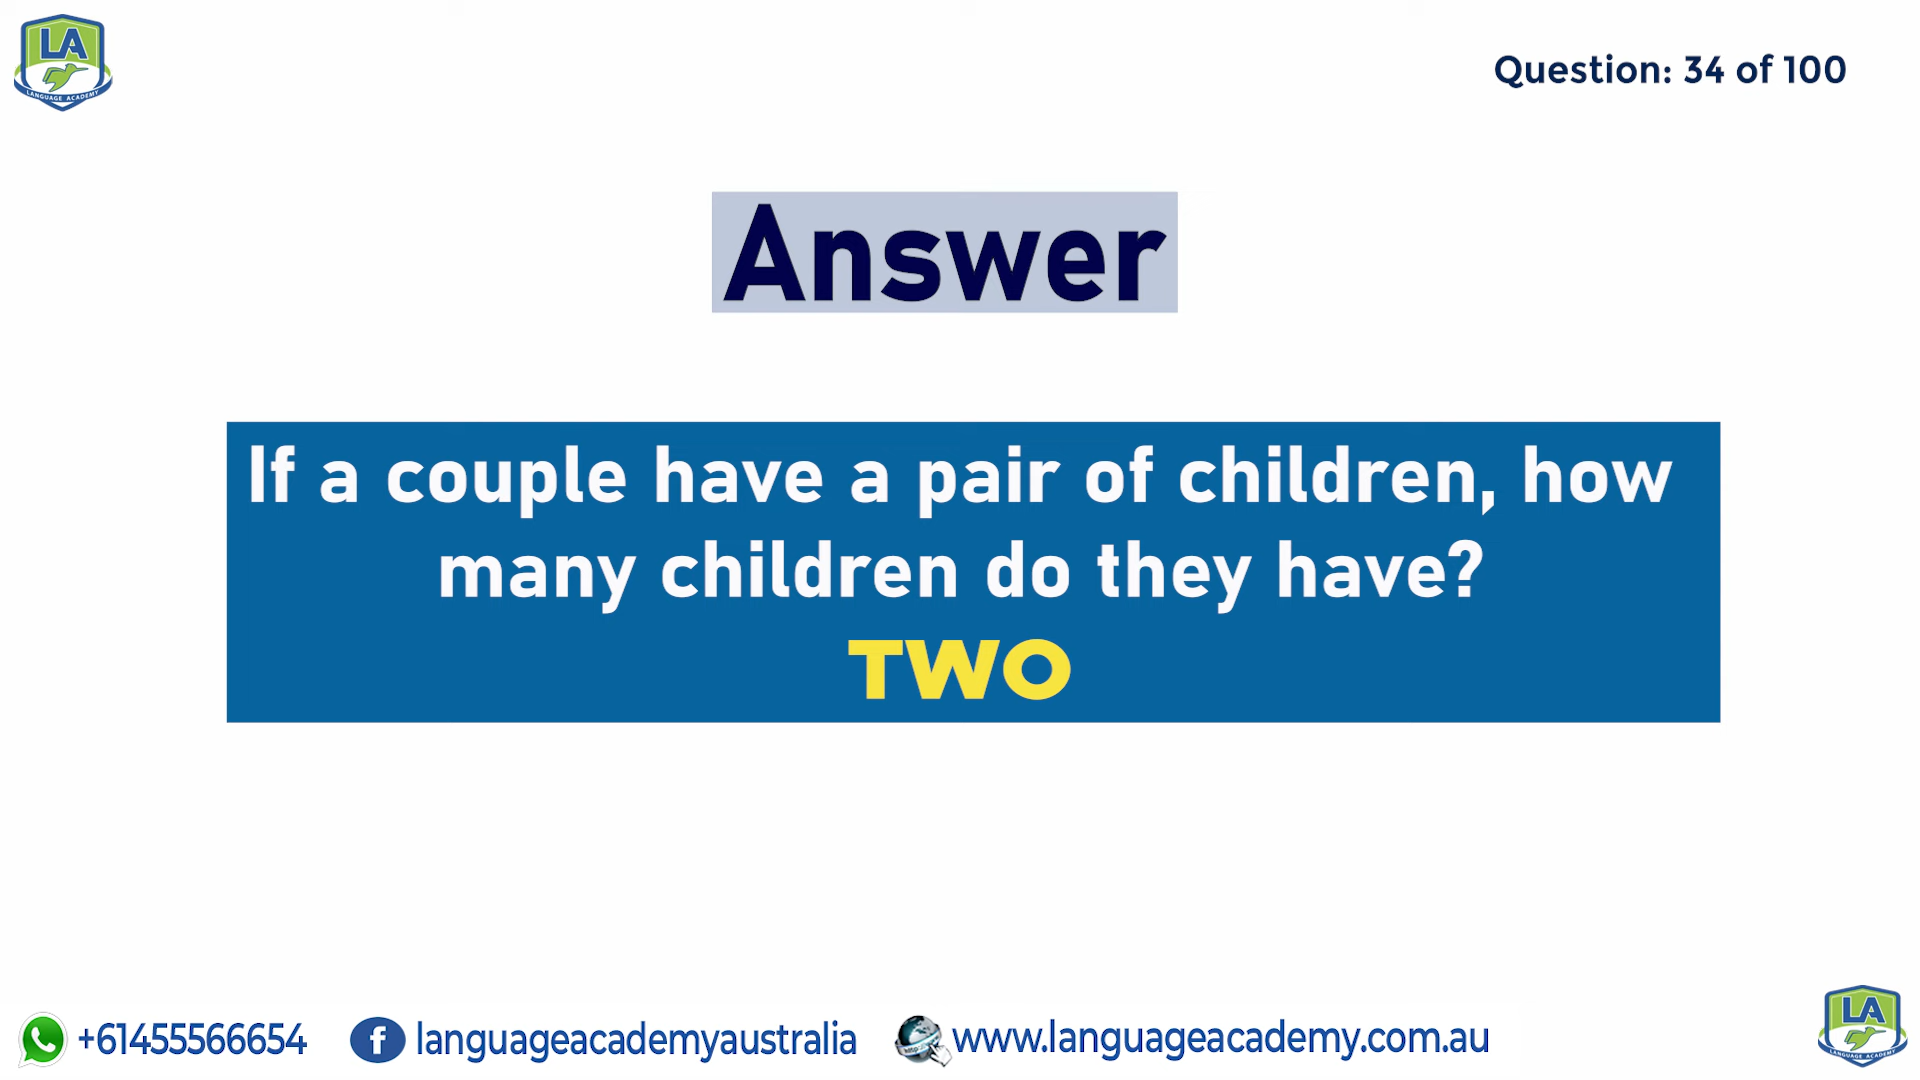 LA
LANGUAGE ACADEMY
Question: 34 of 100
Answer
If a couple have a pair of children, how
many children do they have?
TWO
+61455566654
f languageacademyaustralia
http
www.languageacademy.com.au
LA
LANGUAGE ACADEMY